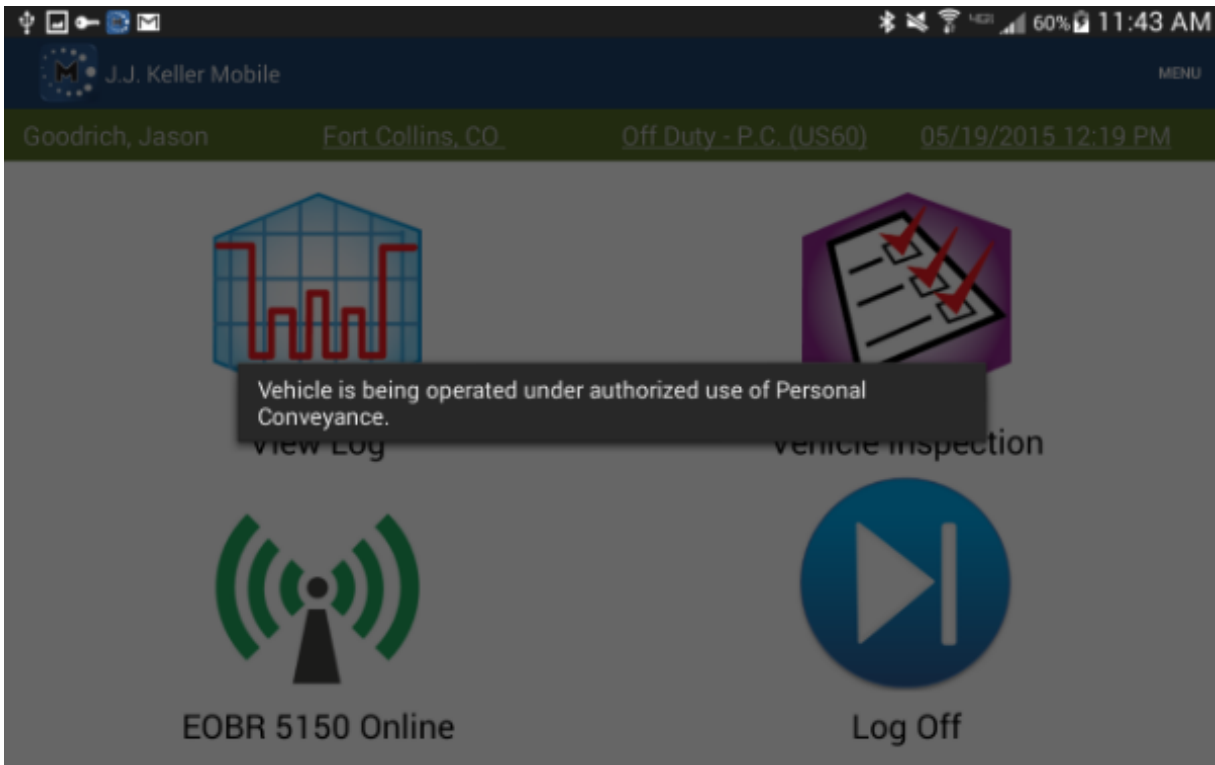 4G 60% 11:43 AM
M J.J. Keller Mobile MENU
Goodrich, Jason Fort Collins, CO Off Duty - P.C. (US60) 05/19/2015 12:19 PM
Vehicle is being operated under authorized use of Personal
Conveyance.
View Log Vehicle Inspection
EOBR 5150 Online Log Off